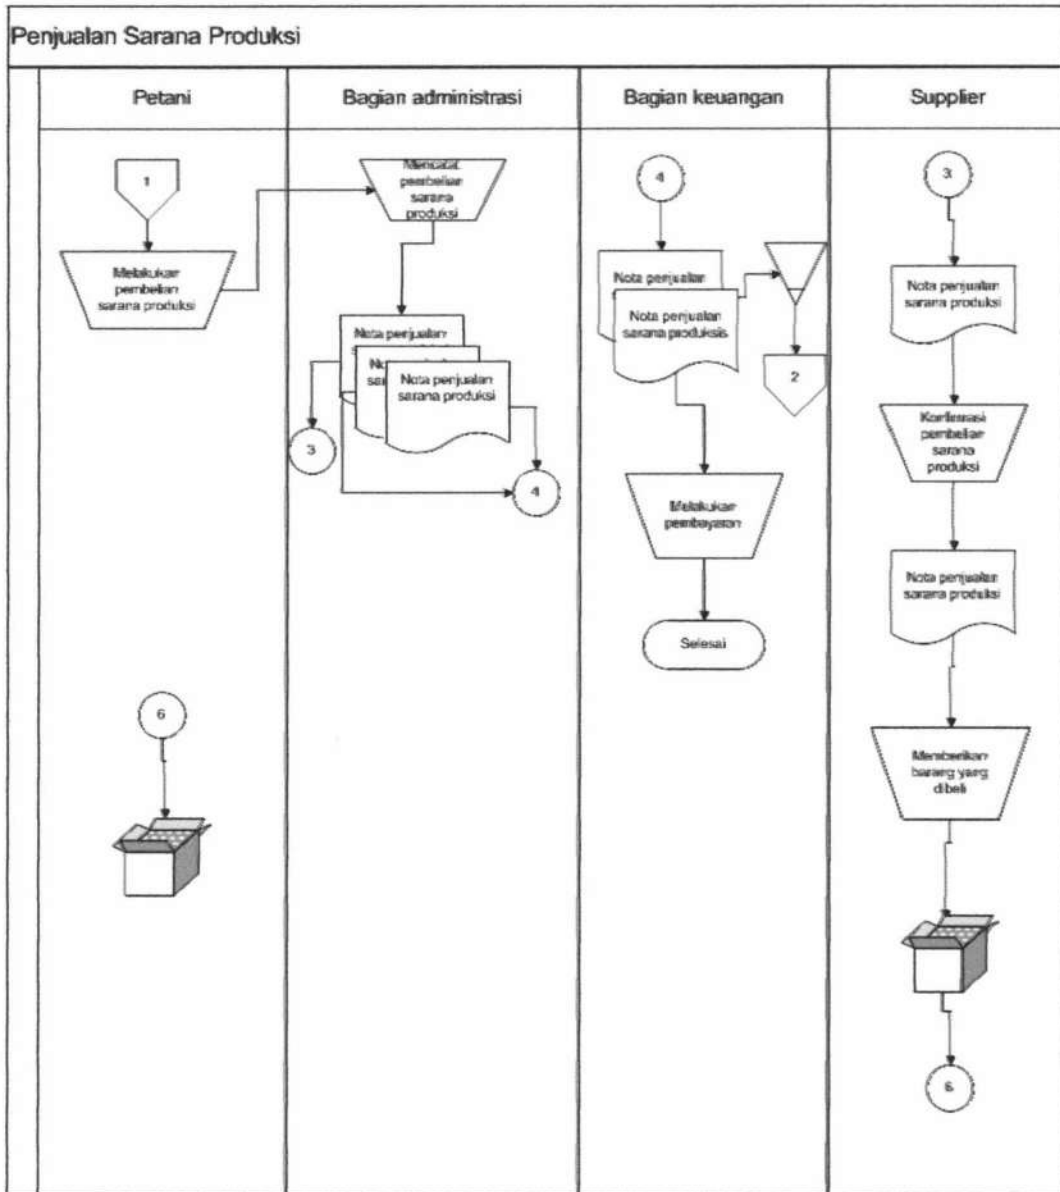 Penjualan Sarana Produksi
Petani
Bagian administrasi
Bagian keuangan
Supplier
1
Melakukan
pembelian
sarana produksi
6
Mencatat
pembelian
sarana
produksi
Nota penjualan
Nota penjualan
sarana produksi
3
4
4
Nota penjualan
Nota penjualan
sarana produksis
2
Melakukan
pembayaran
Selesai
3
Nota penjualan
sarana produksi
Konfirmasi
pembelian
sarana
produksi
Nota penjualan
sarana produksi
Memberikan
barang yang
dibeli
6